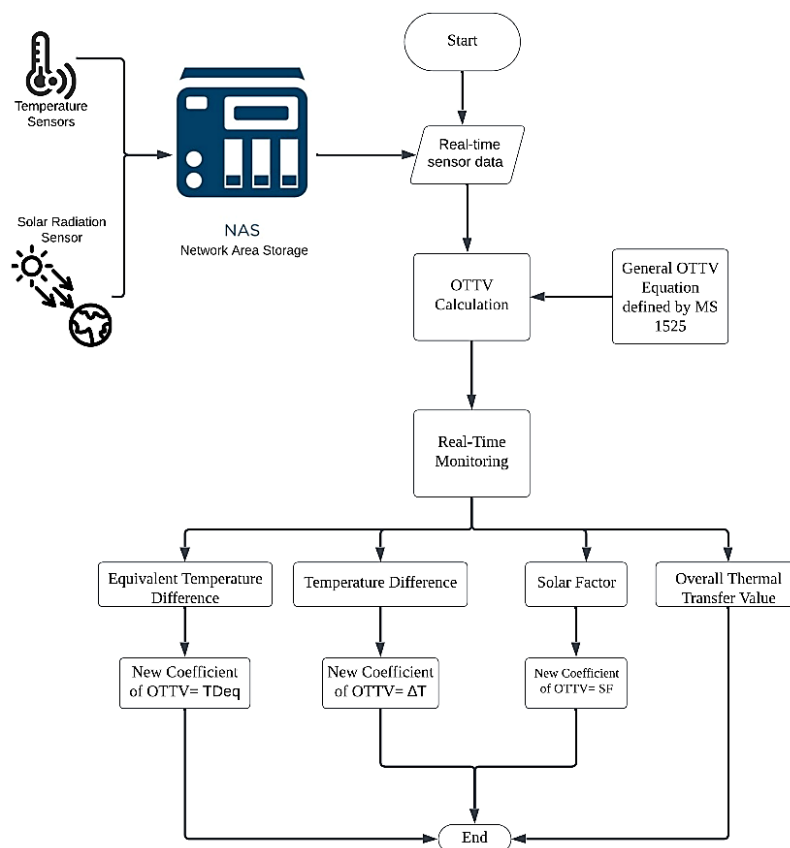 Start
Temperature
Sensors
Real-time
sensor data
Solar Radiation
Sensor
NAS
Network Area Storage
OTTV
Calculation
General OTTV
Equation
defined by MS
1525
Real-Time
Monitoring
Equivalent Temperature
Difference
Temperature Difference
Solar Factor
Overall Thermal
Transfer Value
New Coefficient
of OTTV= TDeq
New Coefficient
of OTTV= ΔT
New Coefficient
of OTTV= SF
End